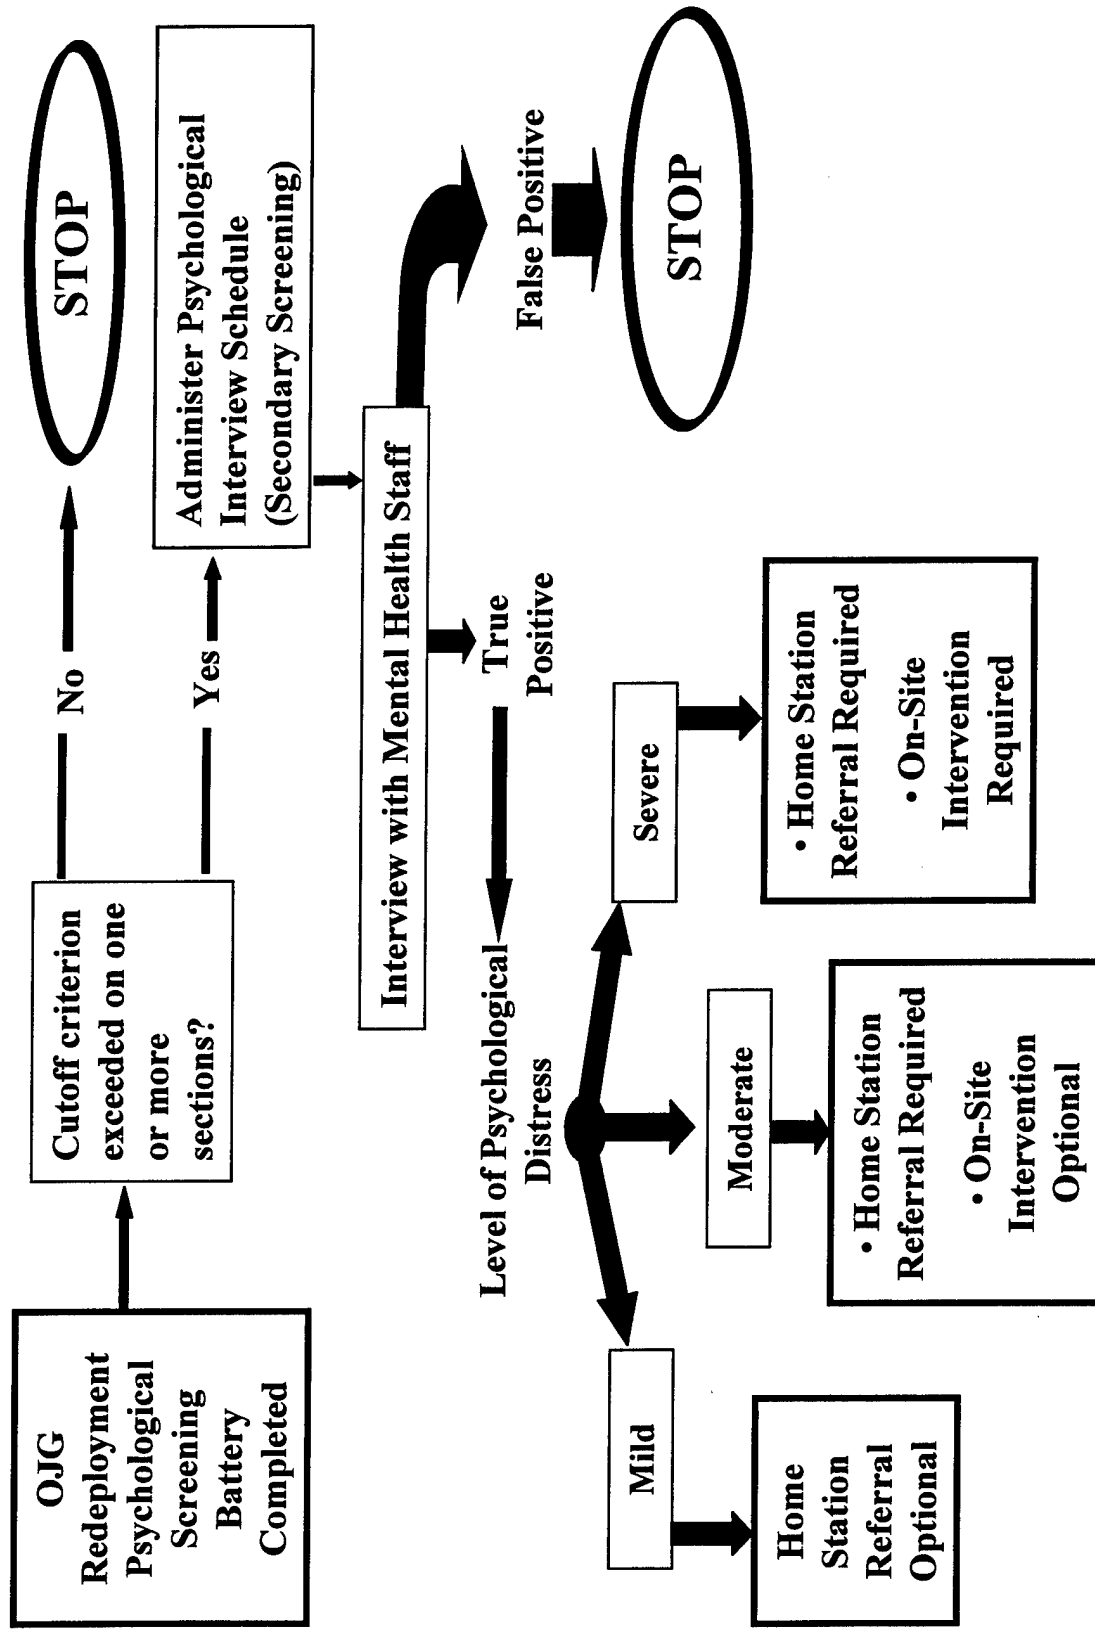 OJG
Redeployment
Psychological
Screening
Battery
Completed
Cutoff criterion
exceeded on one
or more
sections?
No
STOP
Yes
Administer Psychological
Interview Schedule
(Secondary Screening)
Interview with Mental Health Staff
False Positive
STOP
True
Positive
Level of Psychological
Distress
Mild
Home
Station
Referral
Optional
Moderate
• Home Station
Referral Required
• On-Site
Intervention
Optional
Severe
• Home Station
Referral Required
• On-Site
Intervention
Required